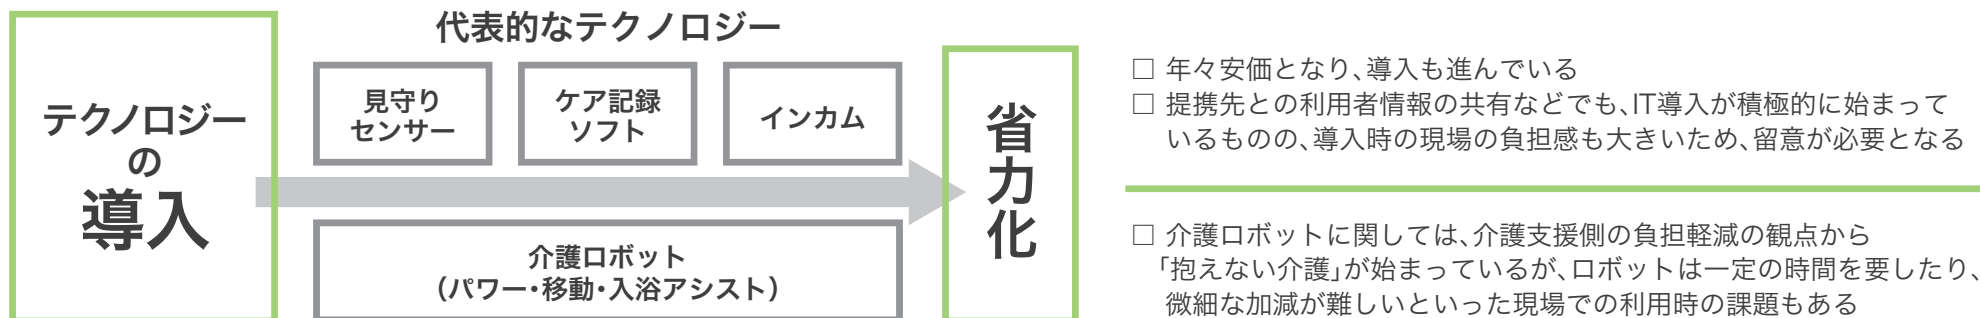 代表的なテクノロジー
テクノロジー
の
導入
見守り
センサー
ケア記録
ソフト
インカム
介護ロボット
（パワー・移動・入浴アシスト）
省力化
□ 年々安価となり、導入も進んでいる
□ 提携先との利用者情報の共有などでも、IT導入が積極的に始まって
いるものの、導入時の現場の負担感も大きいため、留意が必要となる
□ 介護ロボットに関しては、介護支援側の負担軽減の観点から
「抱えない介護」が始まっているが、ロボットは一定の時間を要したり、
微細な加減が難しいといった現場での利用時の課題もある